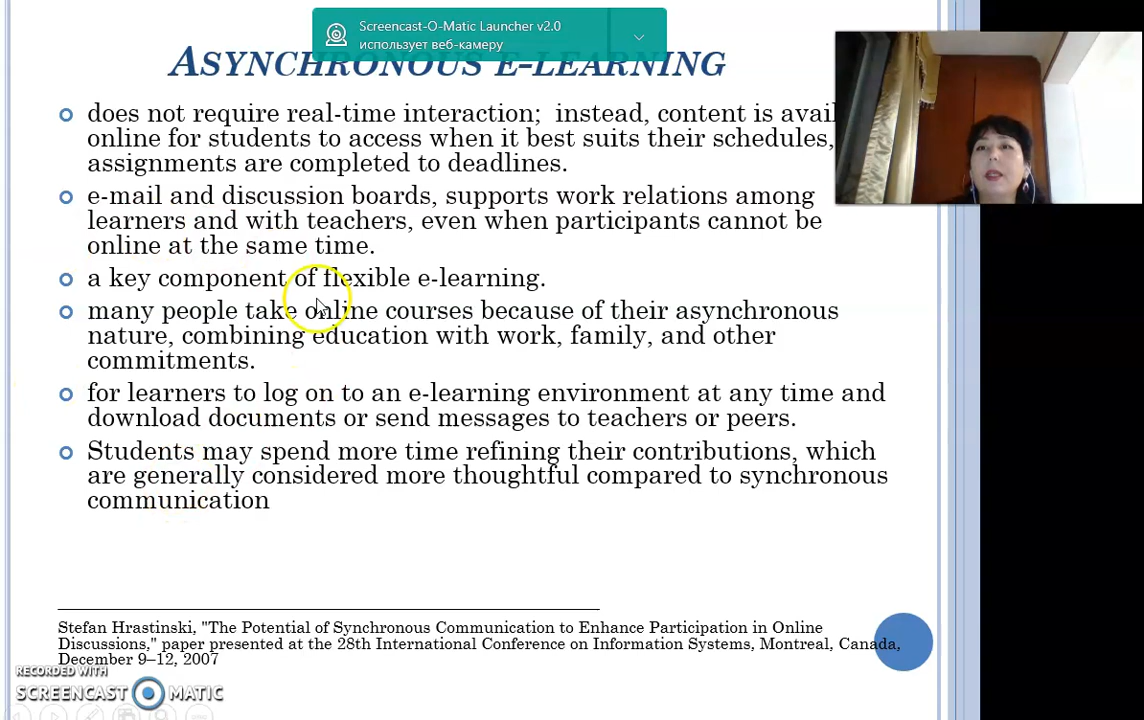 Screencast-O-Matic Launcher v2.0
использует веб-камеру
ASYNCHRONOUS E-LEARNING
does not require real-time interaction; instead, content is avail
online for students to access when it best suits their schedules,
assignments are completed to deadlines.
e-mail and discussion boards, supports work relations among
learners and with teachers, even when participants cannot be
online at the same time.
a key component of flexible e-learning.
many people take online courses because of their asynchronous
nature, combining education with work, family, and other
commitments.
for learners to log on to an e-learning environment at any time and
download documents or send messages to teachers or peers.
Students may spend more time refining their contributions, which
are generally considered more thoughtful compared to synchronous
communication
Stefan Hrastinski, "The Potential of Synchronous Communication to Enhance Participation in Online
Discussions," paper presented at the 28th International Conference on Information Systems, Montreal, Canada,
December 9–12, 2007
RECORDED WITH
SCREENCAST MATIC